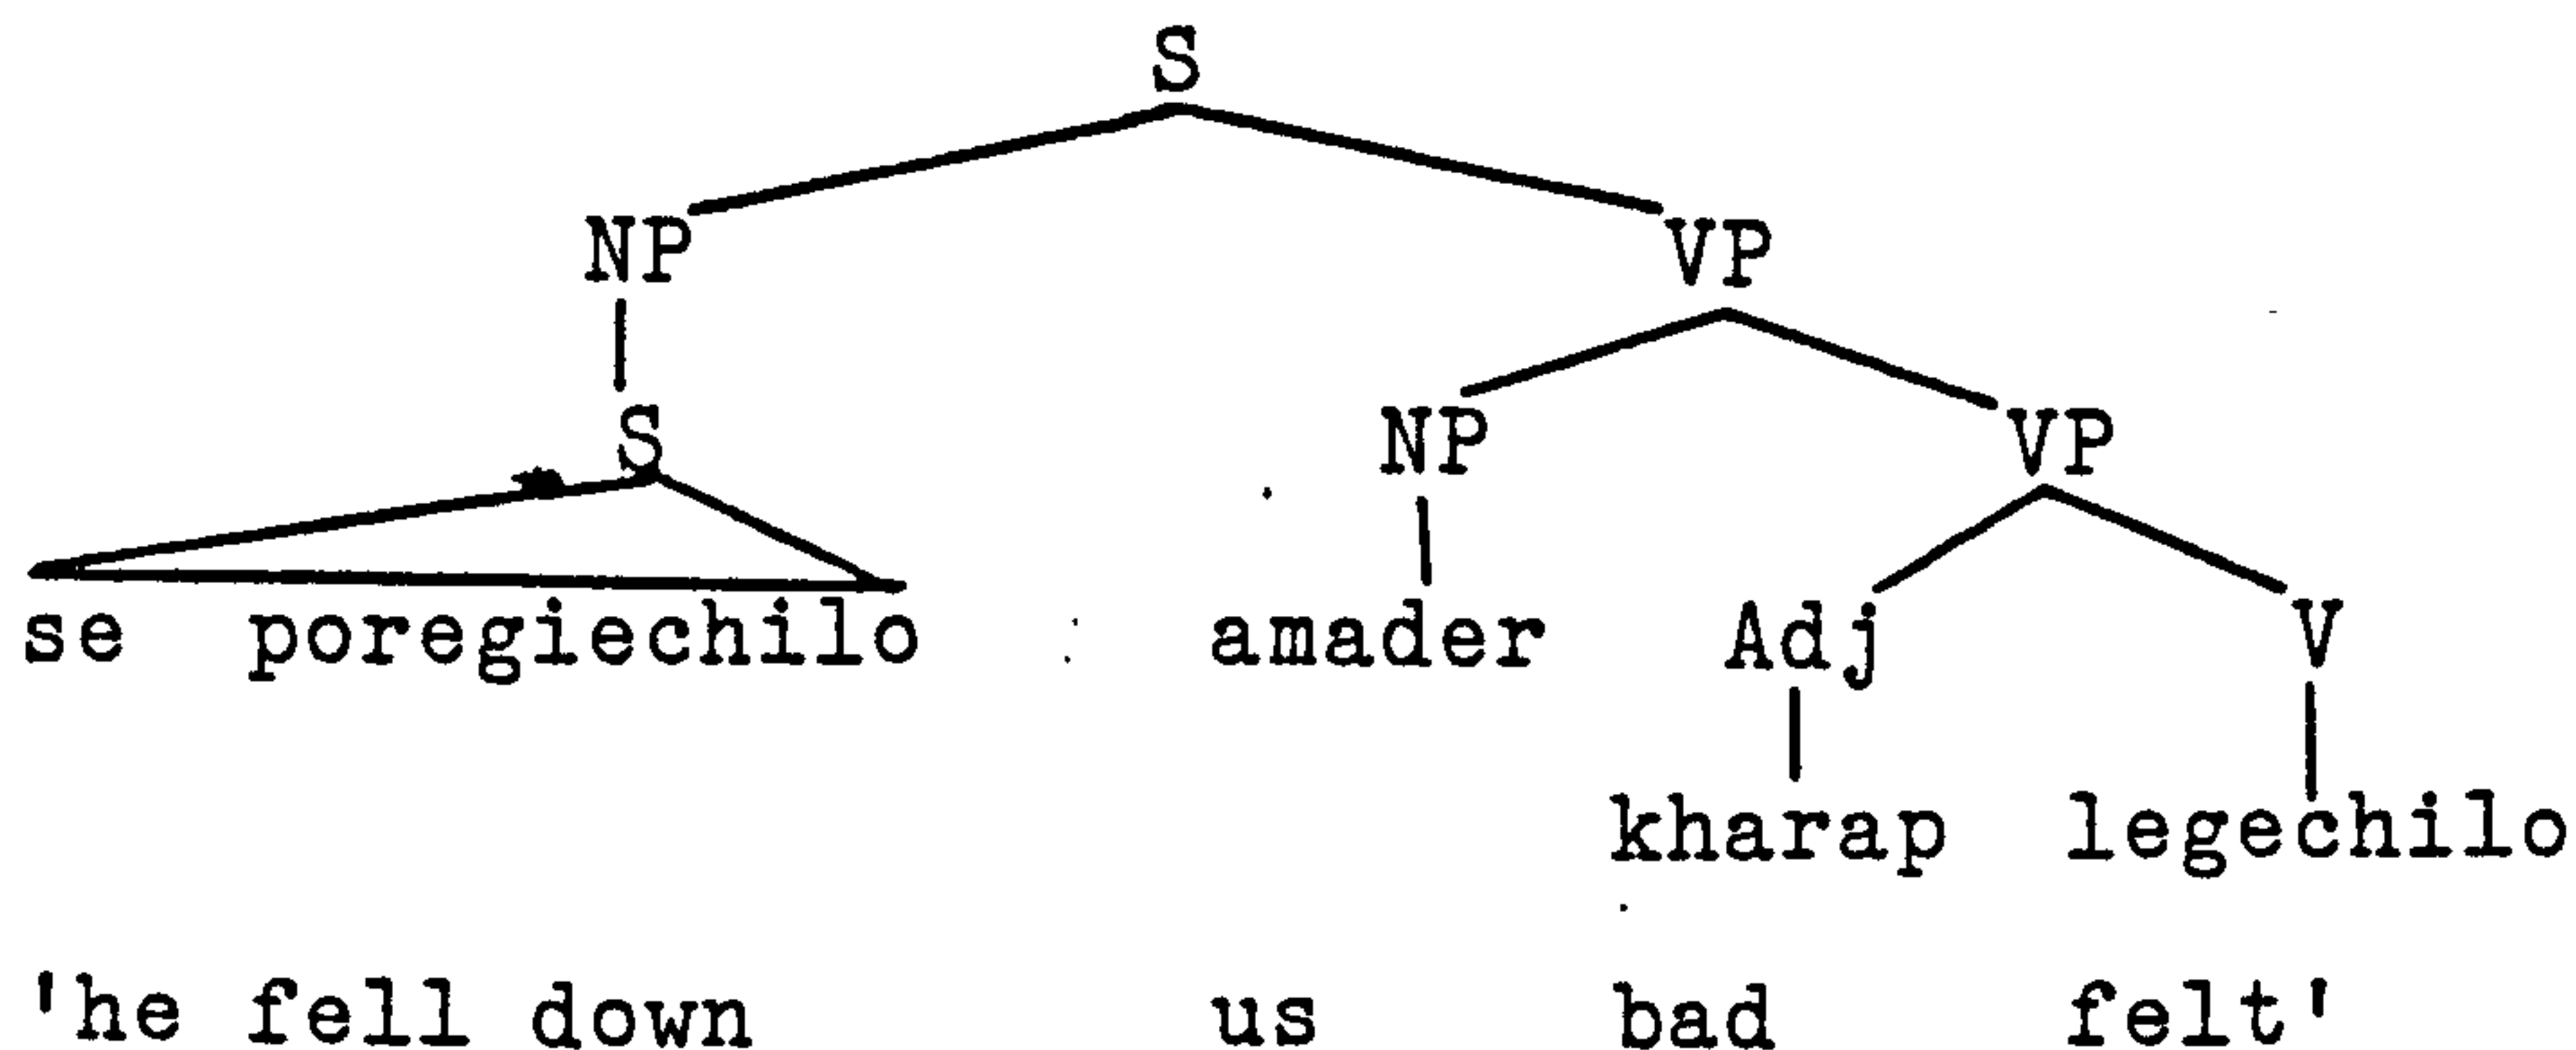 S
NP VP
S NP VP
se poregiechilo amader Adj V
kharap legechilo
'he fell down us bad felt'